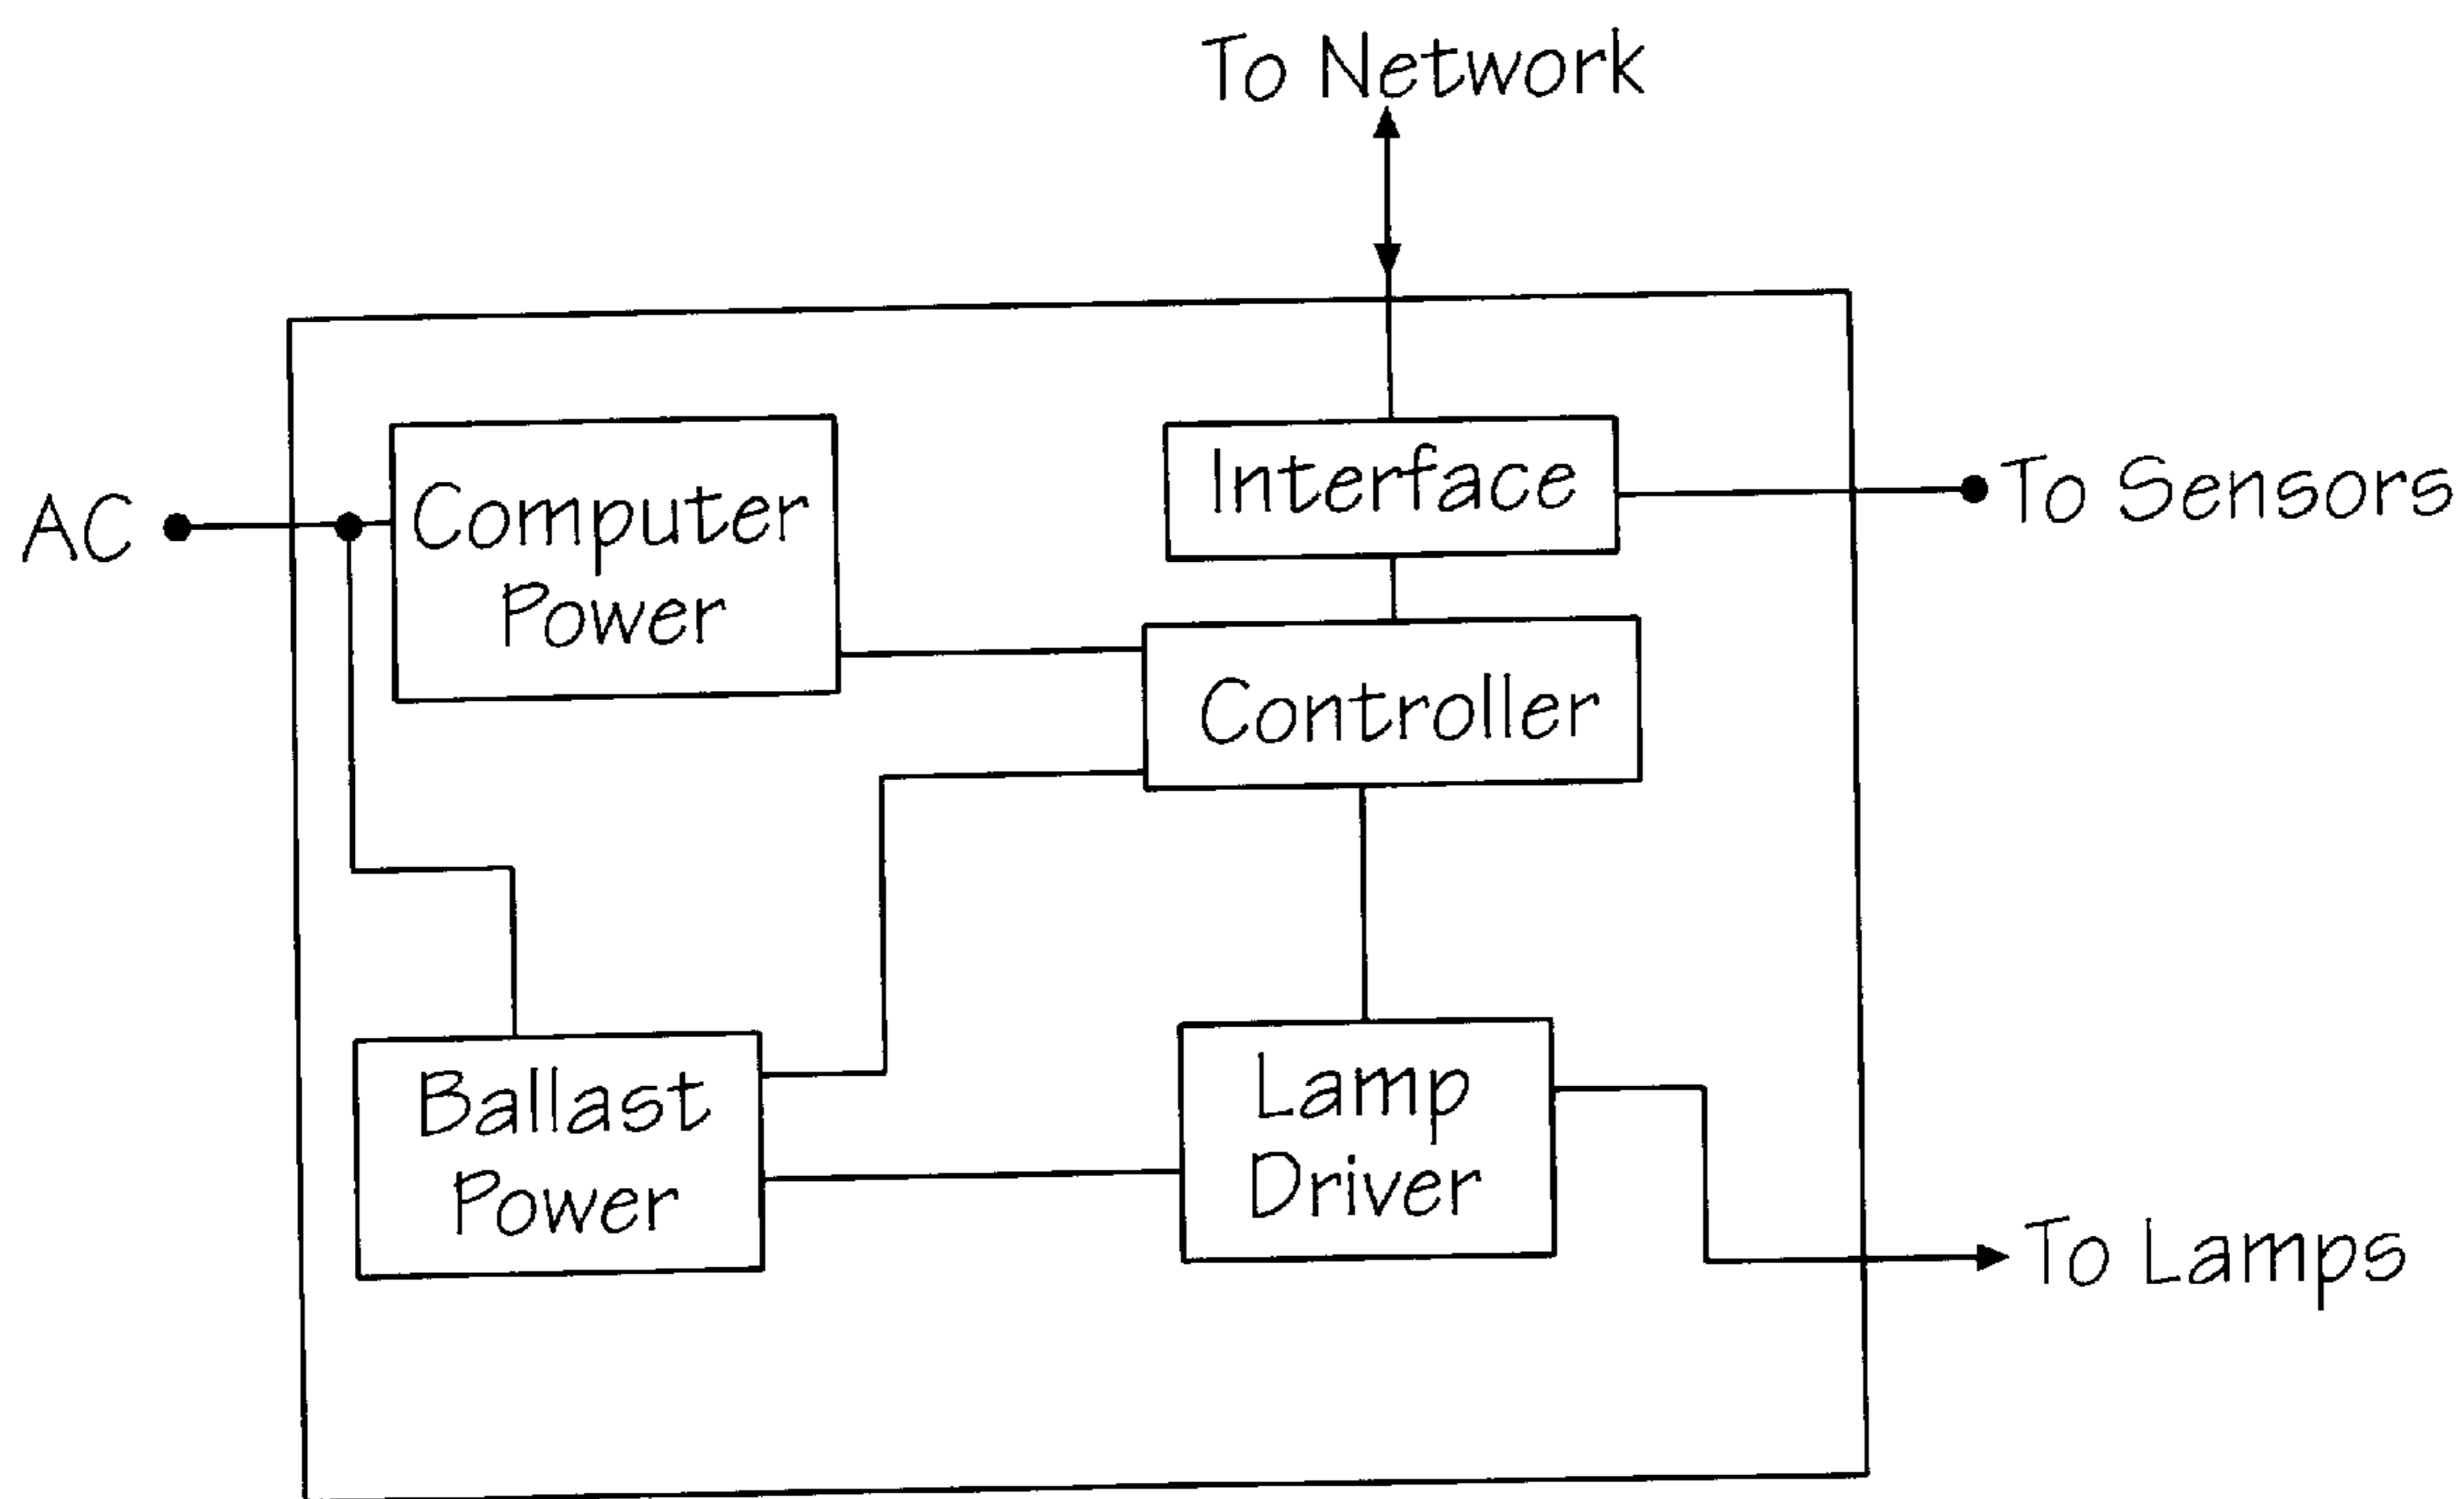 To Network
Interface
To Sensors
AC
Computer
Power
Controller
Ballast
Power
Lamp
Driver
To Lamps